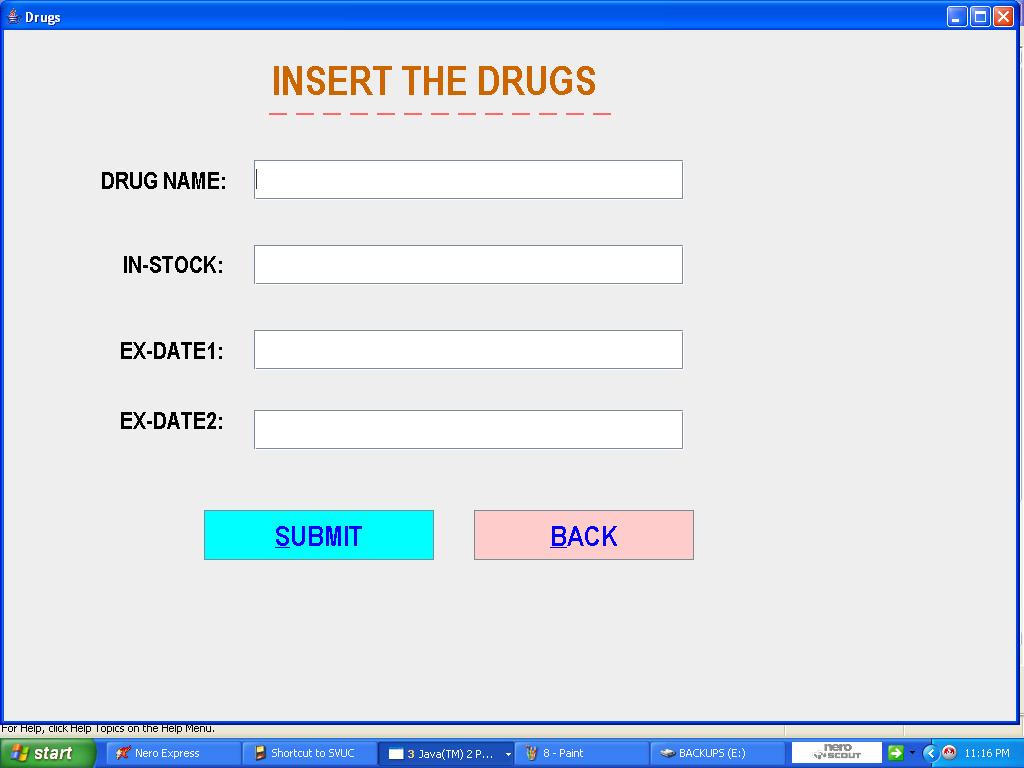 Drugs
INSERT THE DRUGS
DRUG NAME:
IN-STOCK:
EX-DATE1:
EX-DATE2:
SUBMIT BACK
For Help, click Help Topics on the Help Menu.
start Nero Express Shortcut to SVUC 3 Java(TM) 2 P... 8 - Paint BACKUPS (E:) nero SCOUT 11:16 PM